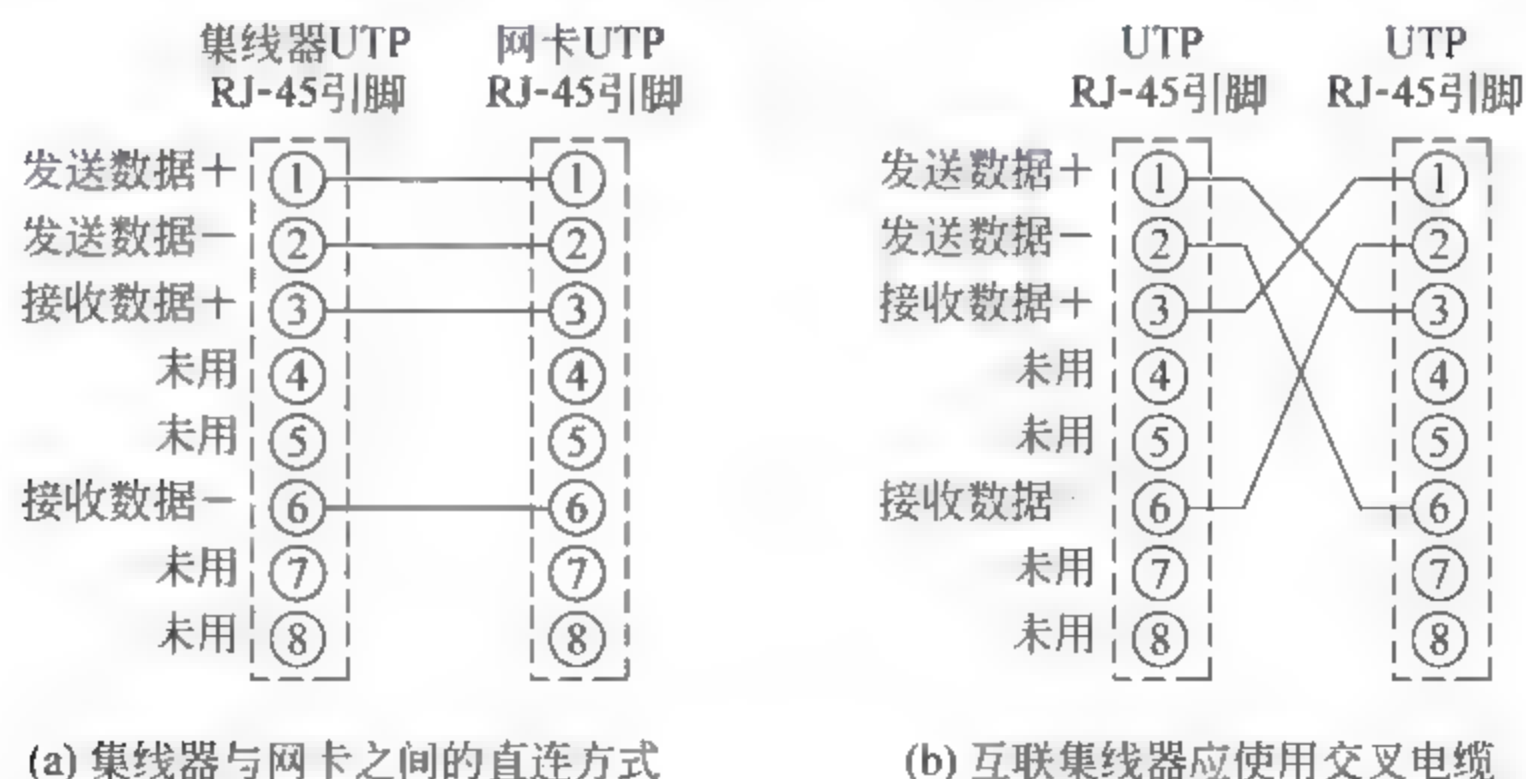 集线器UTP
RJ-45引脚
网卡UTP
RJ-45引脚
发送数据+ ① ①
发送数据− ② ②
接收数据+ ③ ③
未用 ④ ④
未用 ⑤ ⑤
接收数据− ⑥ ⑥
未用 ⑦ ⑦
未用 ⑧ ⑧
(a) 集线器与网卡之间的直连方式
UTP
RJ-45引脚
UTP
RJ-45引脚
发送数据+ ① ①
发送数据− ② ②
接收数据+ ③ ③
未用 ④ ④
未用 ⑤ ⑤
接收数据 ⑥ ⑥
未用 ⑦ ⑦
未用 ⑧ ⑧
(b) 互联集线器应使用交叉电缆